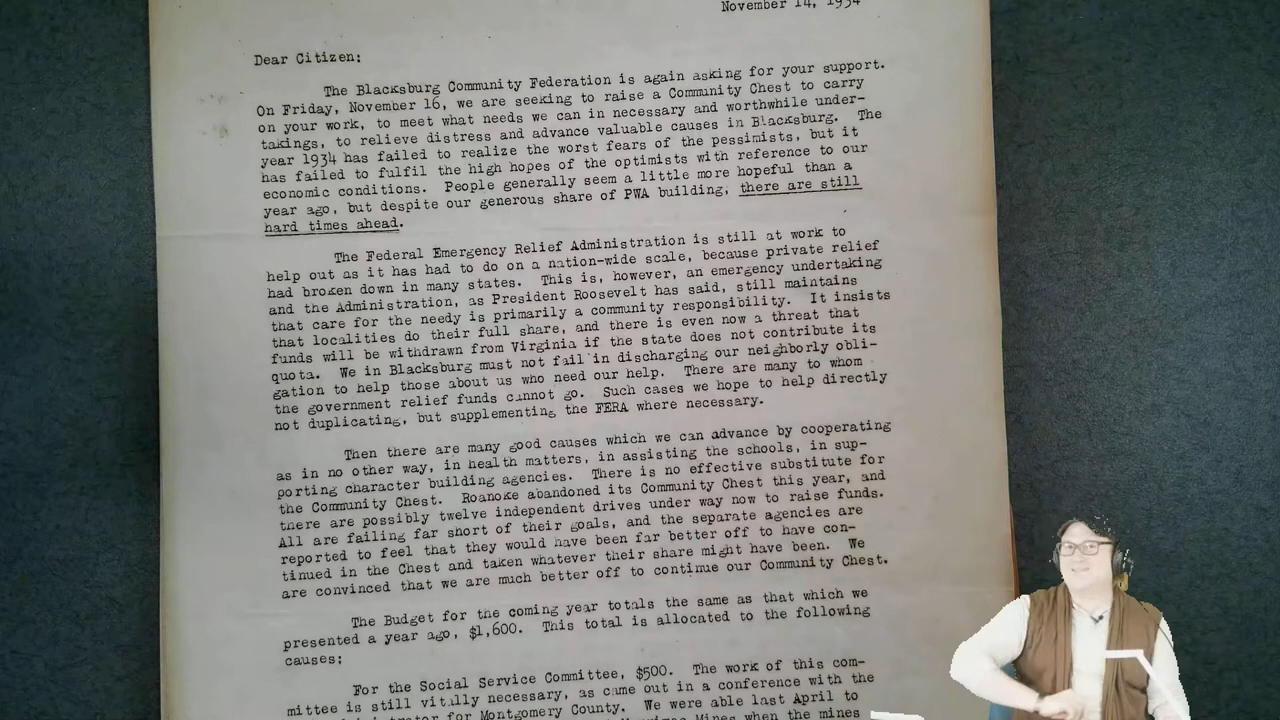 November 14, 1934
Dear Citizen:
The Blacksburg Community Federation is again asking for your support.
On Friday, November 16, we are seeking to raise a Community Chest to carry
on your work, to meet what needs we can in necessary and worthwhile under-
takings, to relieve distress and advance valuable causes in Blacksburg. The
year 1934 has failed to realize the worst fears of the pessimists, but it
has failed to fulfil the high hopes of the optimists with reference to our
economic conditions. People generally seem a little more hopeful than a
year ago, but despite our generous share of PWA building, there are still
hard times ahead.
The Federal Emergency Relief Administration is still at work to
help out as it has had to do on a nation-wide scale, because private relief
had broken down in many states. This is, however, an emergency undertaking
and the Administration, as President Roosevelt has said, still maintains
that care for the needy is primarily a community responsibility. It insists
that localities do their full share, and there is even now a threat that
funds will be withdrawn from Virginia if the state does not contribute its
quota. We in Blacksburg must not fail in discharging our neighborly obli-
gation to help those about us who need our help. There are many to whom
the government relief funds cannot go. Such cases we hope to help directly
not duplicating, but supplementing the FERA where necessary.
Then there are many good causes which we can advance by cooperating
as in no other way, in health matters, in assisting the schools, in sup-
porting character building agencies. There is no effective substitute for
the Community Chest. Roanoke abandoned its Community Chest this year, and
there are possibly twelve independent drives under way now to raise funds.
All are failing far short of their goals, and the separate agencies are
reported to feel that they would have been far better off to have con-
tinued in the Chest and taken whatever their share might have been. We
are convinced that we are much better off to continue our Community Chest.
The Budget for the coming year totals the same as that which we
presented a year ago, $1,600. This total is allocated to the following
causes:
For the Social Service Committee, $500. The work of this com-
mittee is still vitally necessary, as came out in a conference with the
for Montgomery County. We were able last April to
Mines when the mines